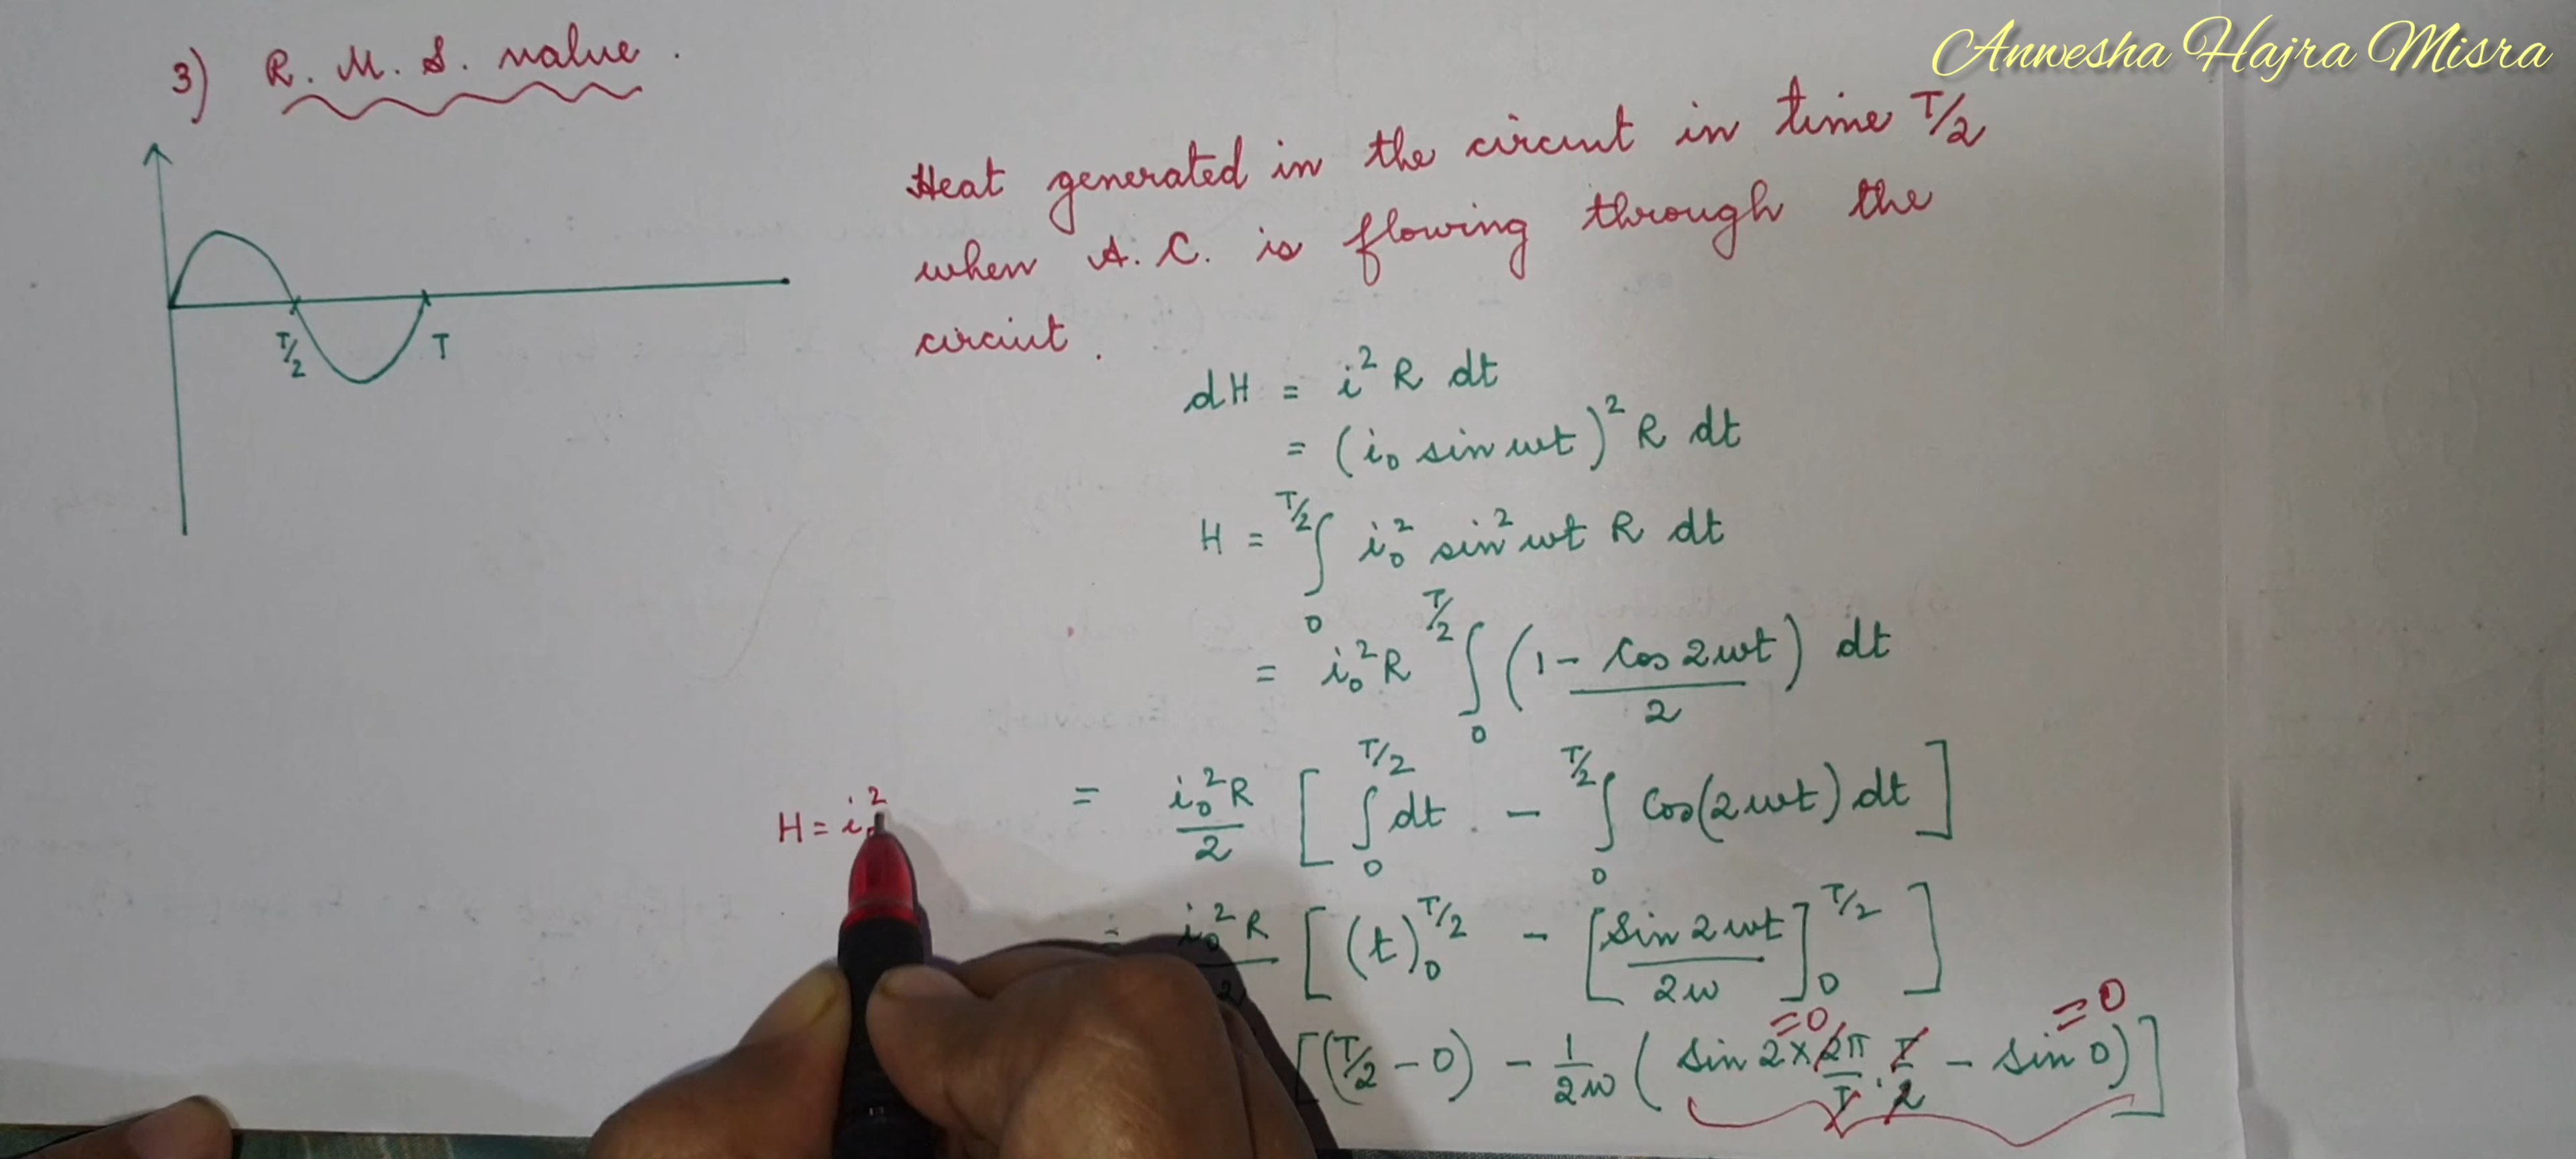 Anwesha Hajra Misra
3) R. M. S. value.
T/2 T
Heat generated in the circuit in time T/2
when A.C. is flowing through the
circuit.
dH = i² R dt
= (i₀ sin ωt)² R dt
H = ∫₀^{T/2} i₀² sin² ωt R dt
= i₀² R ∫₀^{T/2} (1 - cos 2ωt / 2) dt
= i₀² R / 2 [ ∫₀^{T/2} dt - ∫₀^{T/2} cos(2ωt) dt ]
H = i₀²
= i₀² R / 2 [ (t)₀^{T/2} - [ sin 2ωt / 2ω ]₀^{T/2} ]
=0 =0
[ (T/2 - 0) - 1/2ω ( sin 2 × 2π/T · T/2 - sin 0) ]